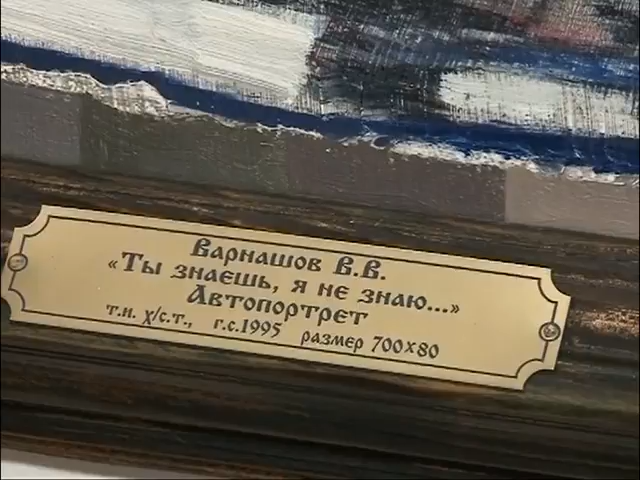 Варнашов В.В.
«Ты знаешь, я не знаю...»
Автопортрет
т.и. х/с.т., г.с.1995 размер 700х80